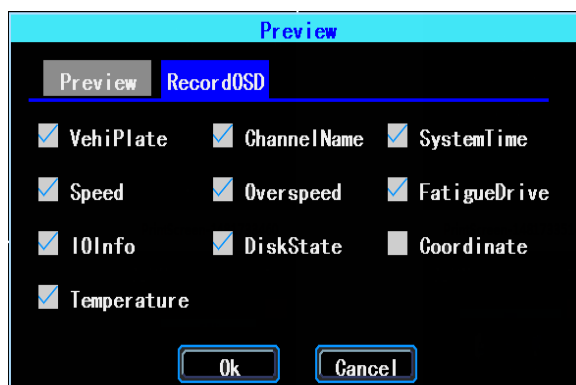 Preview
Preview RecordOSD
VehiPlate ChannelName SystemTime
Speed Overspeed FatigueDrive
IOInfo DiskState Coordinate
Temperature
Ok Cancel